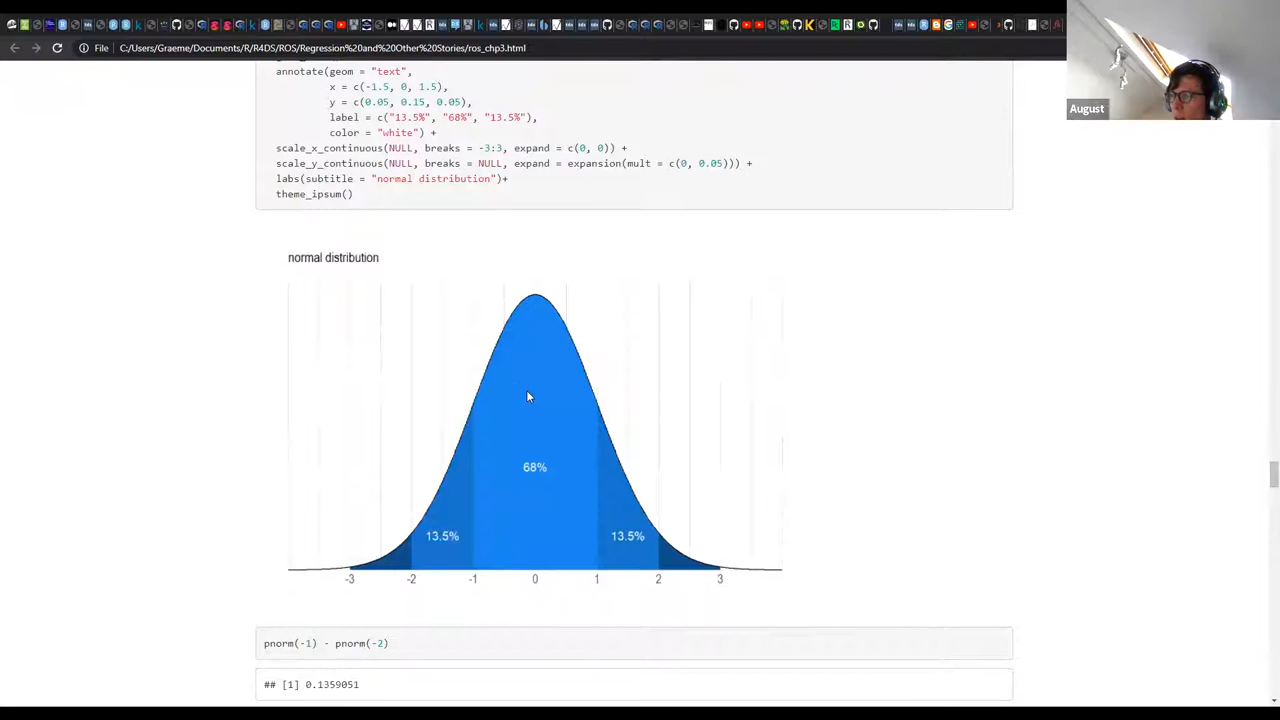 File C:/Users/Graeme/Documents/R/R4DS/ROS/Regression%20and%20Other%20Stories/ros_chp3.html
August
annotate(geom = "text",
x = c(-1.5, 0, 1.5),
y = c(0.05, 0.15, 0.05),
label = c("13.5%", "68%", "13.5%"),
color = "white") +
scale_x_continuous(NULL, breaks = -3:3, expand = c(0, 0)) +
scale_y_continuous(NULL, breaks = NULL, expand = expansion(mult = c(0, 0.05))) +
labs(subtitle = "normal distribution")+
theme_ipsum()
normal distribution
68%
13.5% 13.5%
-3 -2 -1 0 1 2 3
pnorm(-1) - pnorm(-2)
## [1] 0.1359051